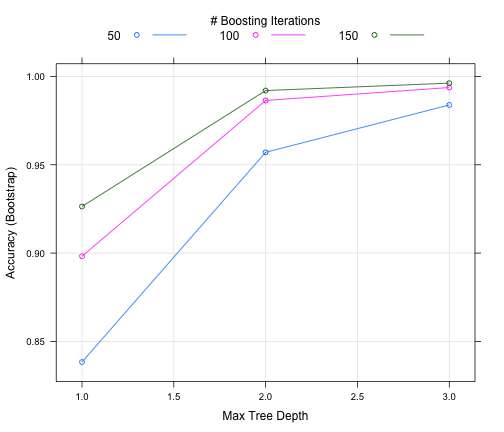 # Boosting Iterations
50 100 150
1.00
0.95
0.90
0.85
Accuracy (Bootstrap)
1.0 1.5 2.0 2.5 3.0
Max Tree Depth